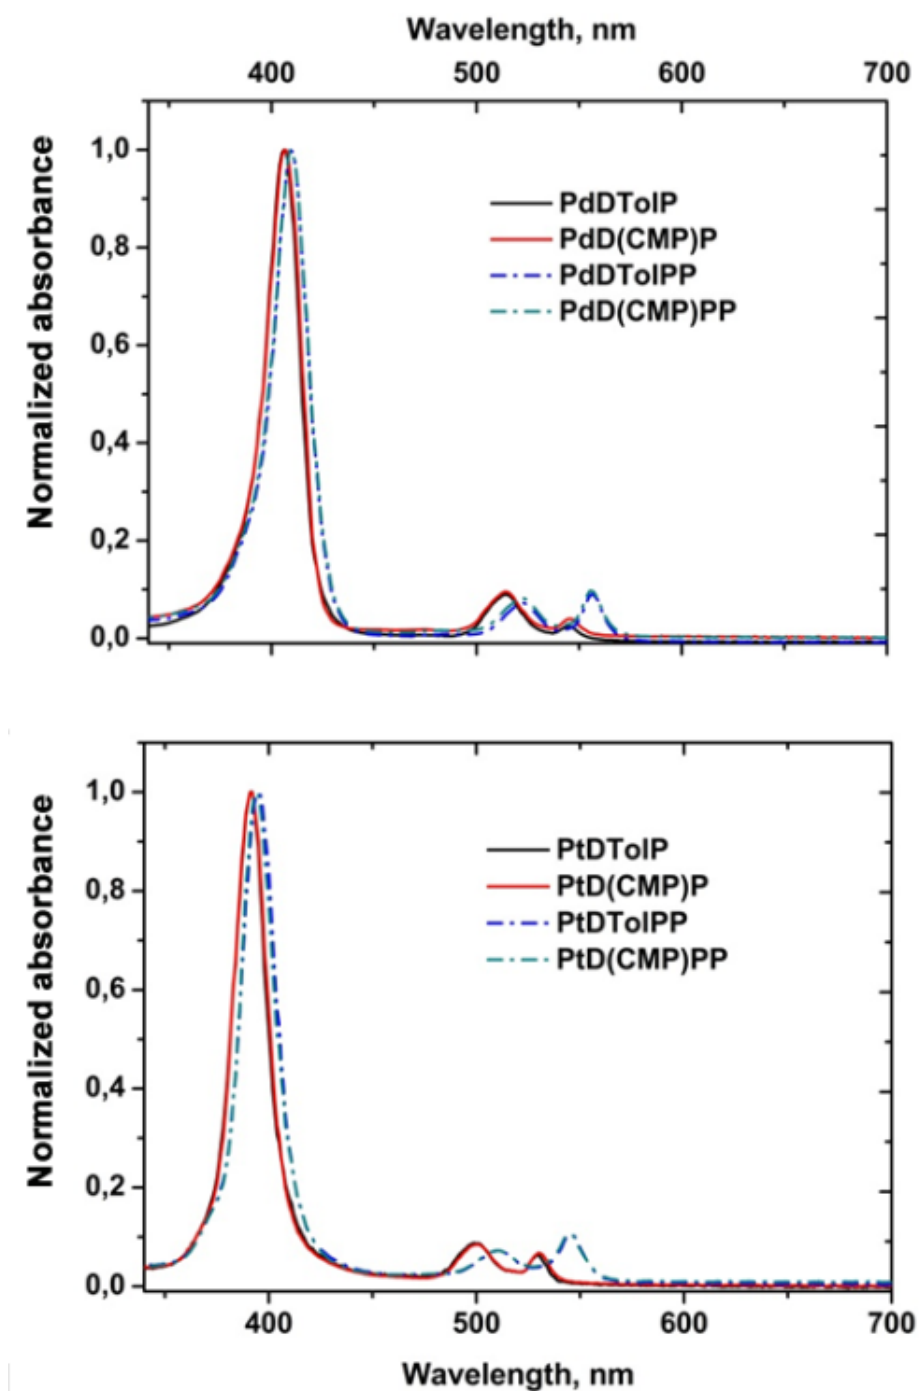 Wavelength, nm
400 500 600 700
Normalized absorbance
1,0
0,8
0,6
0,4
0,2
0,0
PdDTolP
PdD(CMP)P
PdDTolPP
PdD(CMP)PP
Normalized absorbance
1,0
0,8
0,6
0,4
0,2
0,0
PtDTolP
PtD(CMP)P
PtDTolPP
PtD(CMP)PP
400 500 600 700
Wavelength, nm